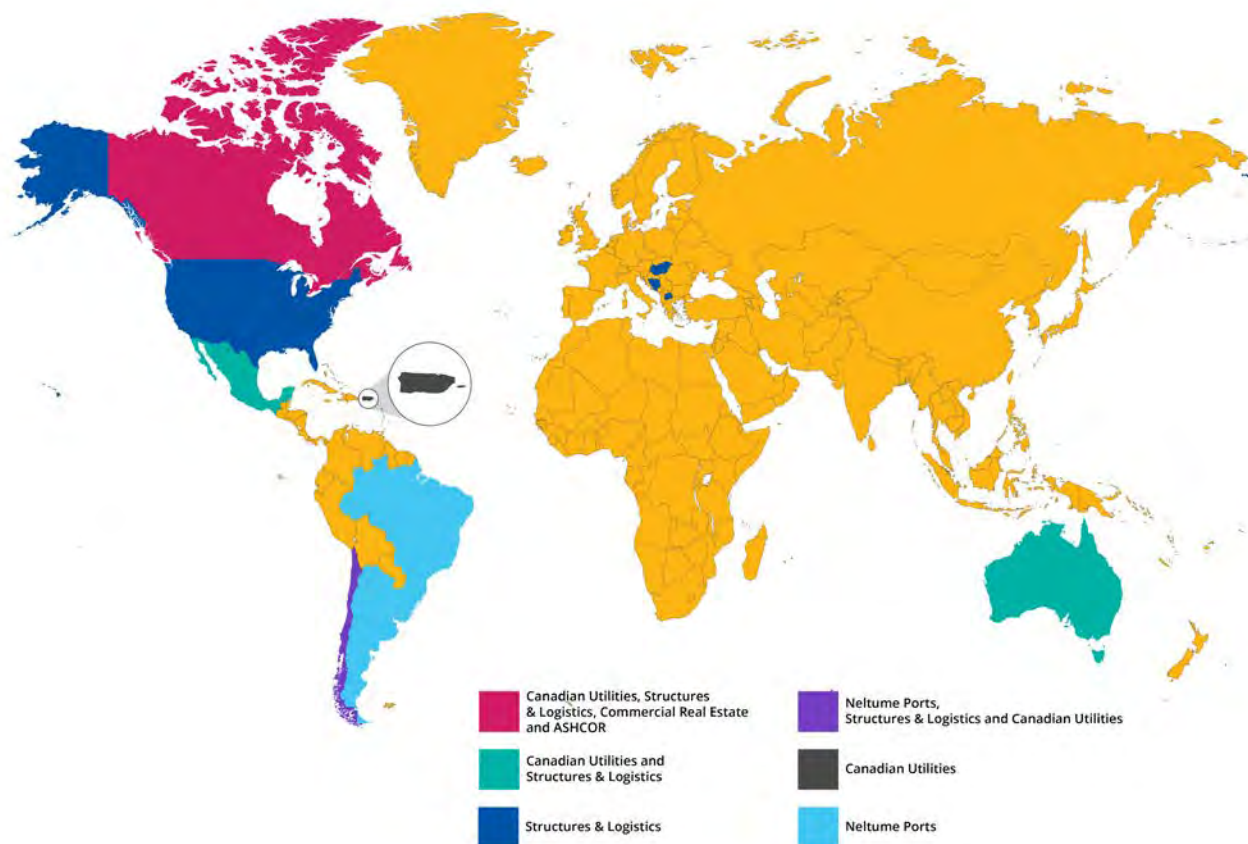 Canadian Utilities, Structures
& Logistics, Commercial Real Estate
and ASHCOR
Canadian Utilities and
Structures & Logistics
Structures & Logistics
Neltume Ports,
Structures & Logistics and Canadian Utilities
Canadian Utilities
Neltume Ports